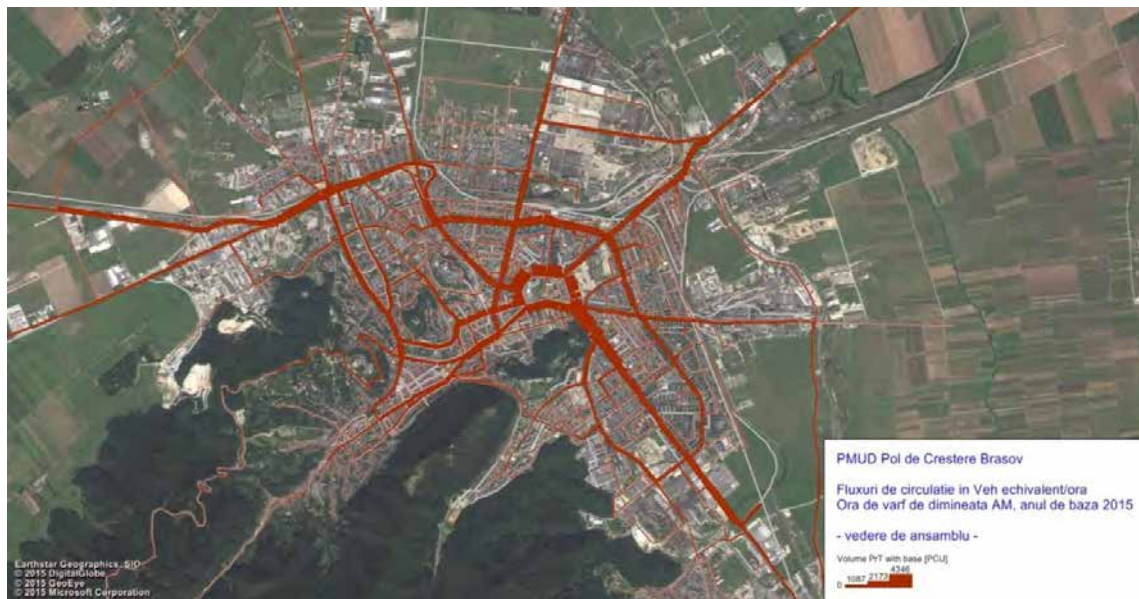 PMUD Pol de Crestere Brasov
Fluxuri de circulatie in Veh echivalent/ora
Ora de varf de dimineata AM, anul de baza 2015
- vedere de ansamblu -
Volume PrT with base [PCU]
0 1087 2173 4346
Earthstar Geographics, SIO
© 2015 DigitalGlobe
© 2015 GeoEye
© 2015 Microsoft Corporation